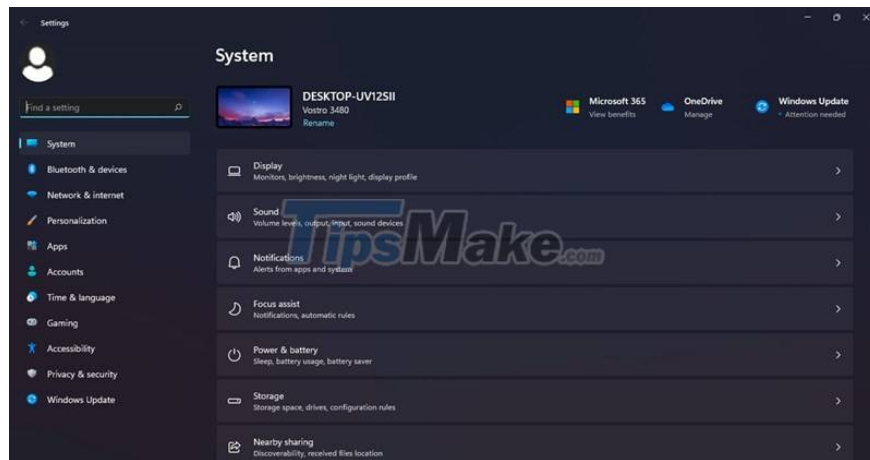 Settings
System
Find a setting
System
Bluetooth & devices
Network & internet
Personalization
Apps
Accounts
Time & language
Gaming
Accessibility
Privacy & security
Windows Update
DESKTOP-UV12SII
Vostro 3480
Rename
Microsoft 365
View benefits
OneDrive
Manage
Windows Update
• Attention needed
Display
Monitors, brightness, night light, display profile
Sound
Volume levels, output, input, sound devices
Notifications
Alerts from apps and system
Focus assist
Notifications, automatic rules
Power & battery
Sleep, battery usage, battery saver
Storage
Storage space, drives, configuration rules
Nearby sharing
Discoverability, received files location
TipsMake.com